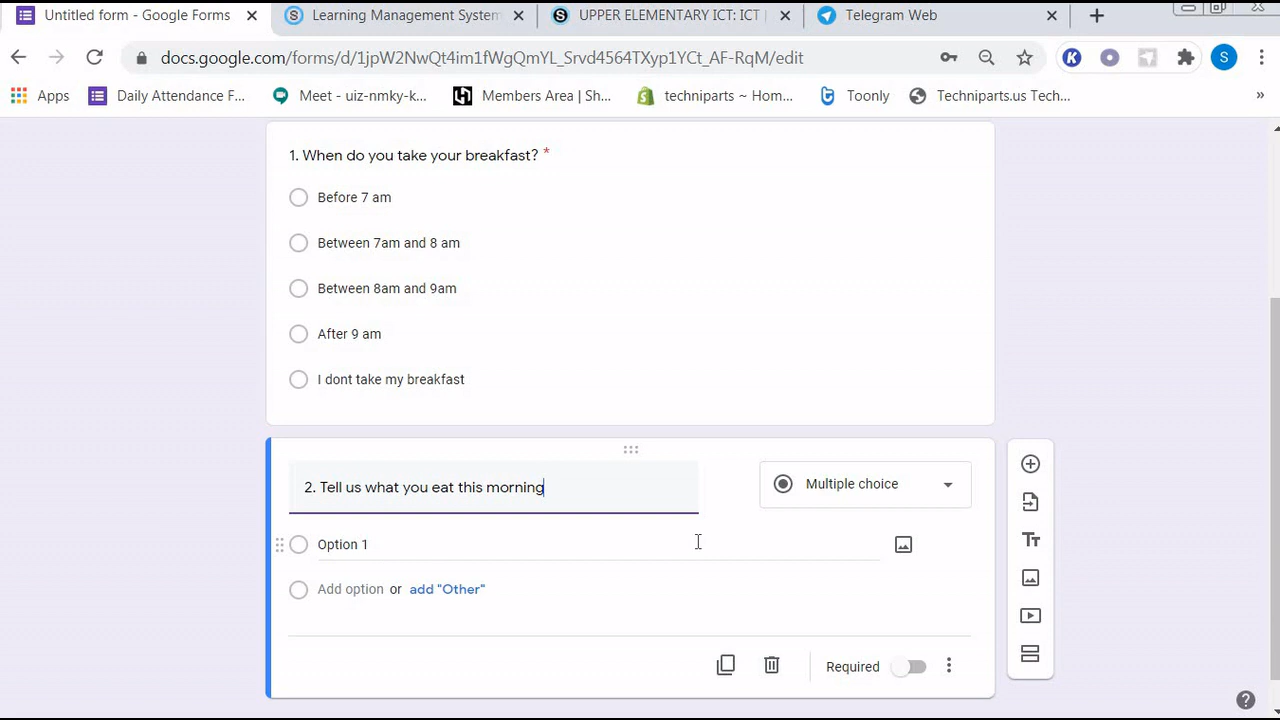 Untitled form - Google Forms
Learning Management System
UPPER ELEMENTARY ICT: ICT
Telegram Web
docs.google.com/forms/d/1jpW2NwQt4im1fWgQmYL_Srvd4564TXyp1YCt_AF-RqM/edit
S
Apps
Daily Attendance F...
Meet - uiz-nmky-k...
Member Area | Sh...
techniparts ~ Hom...
Toonly
Techniparts.us Tech...
»
1. When do you take your breakfast? *
Before 7 am
Between 7am and 8 am
Between 8am and 9am
After 9 am
I dont take my breakfast
2. Tell us what you eat this morning
Multiple choice
Option 1
Add option or add "Other"
Required